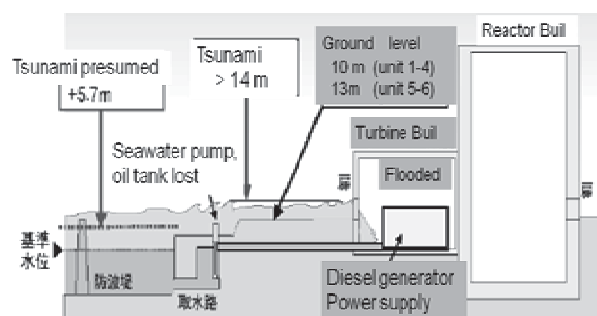 Reactor Buil
Tsunami
> 14 m
Ground level
10 m (unit 1-4)
13m (unit 5-6)
Tsunami presumed
+5.7m
Turbine Buil
Seawater pump,
oil tank lost
Flooded
基準
水位
防波堤
取水路
Diesel generator
Power supply